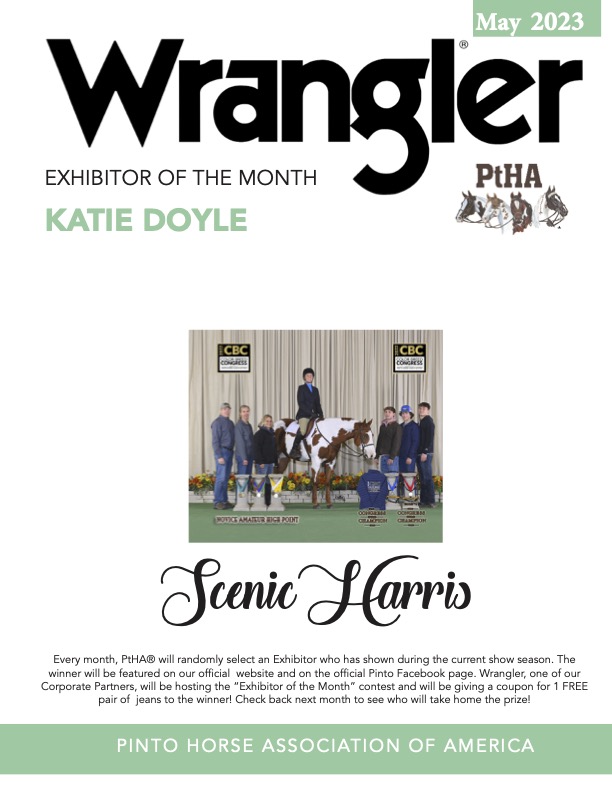 May 2023
Wrangler®
EXHIBITOR OF THE MONTH
PtHA
KATIE DOYLE
CBC
CONGRESS
CBC
CONGRESS
NOVICE AMATEUR HIGH POINT
CONGRESS
CHAMPION
CONGRESS
CHAMPION
Scenic Harris
Every month, PtHA® will randomly select an Exhibitor who has shown during the current show season. The
winner will be featured on our official website and on the official Pinto Facebook page. Wrangler, one of our
Corporate Partners, will be hosting the “Exhibitor of the Month” contest and will be giving a coupon for 1 FREE
pair of jeans to the winner! Check back next month to see who will take home the prize!
PINTO HORSE ASSOCIATION OF AMERICA